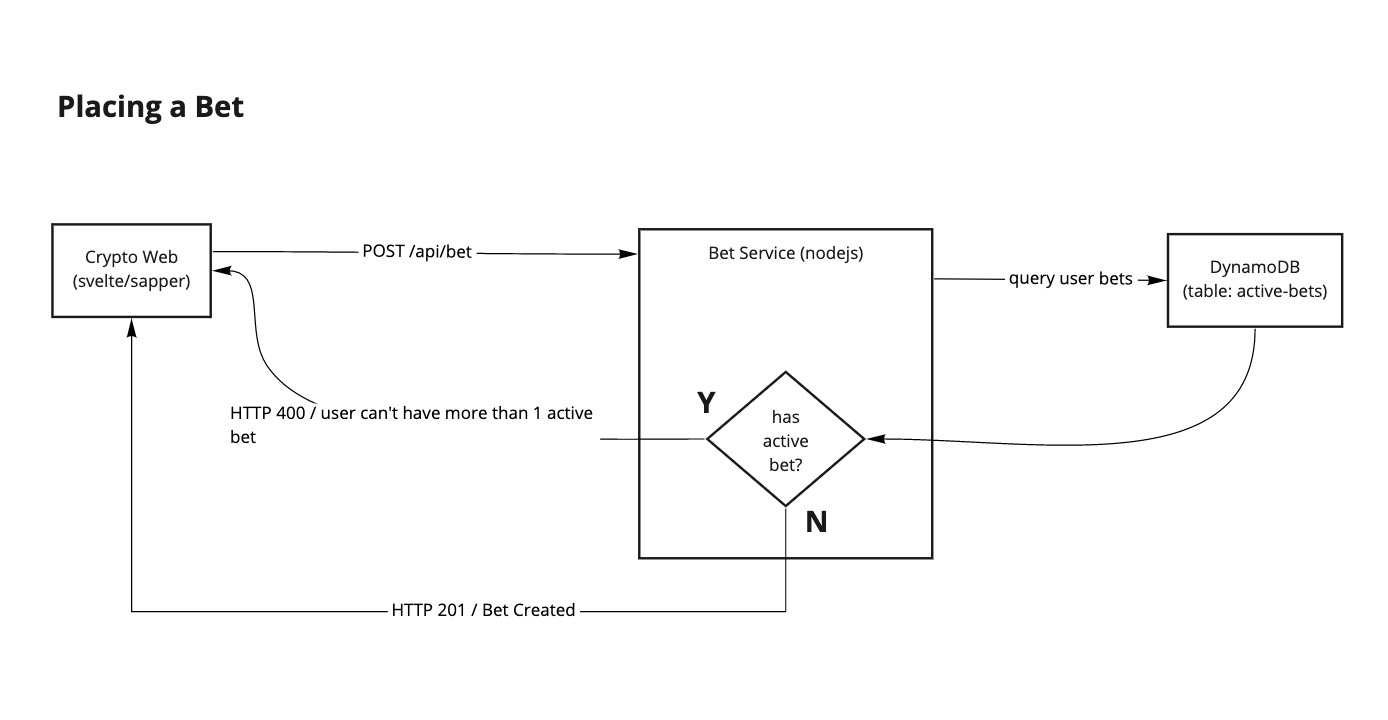 Placing a Bet
Crypto Web
(svelte/sapper)
POST /api/bet
Bet Service (nodejs)
query user bets
DynamoDB
(table: active-bets)
Y
has
active
bet?
HTTP 400 / user can't have more than 1 active
bet
N
HTTP 201 / Bet Created